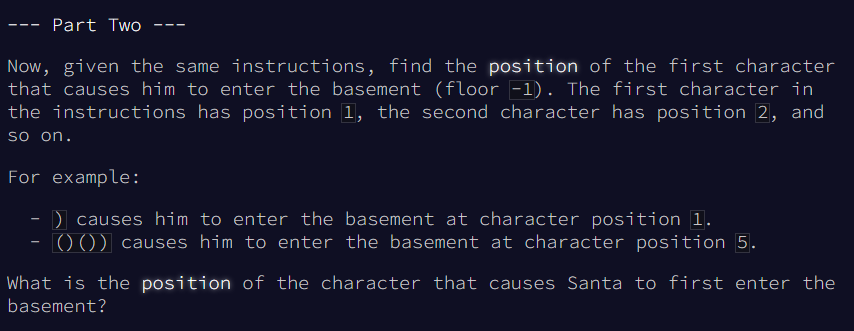 --- Part Two ---
Now, given the same instructions, find the position of the first character
that causes him to enter the basement (floor -1). The first character in
the instructions has position 1, the second character has position 2, and
so on.
For example:
- ) causes him to enter the basement at character position 1.
- ()()) causes him to enter the basement at character position 5.
What is the position of the character that causes Santa to first enter the
basement?